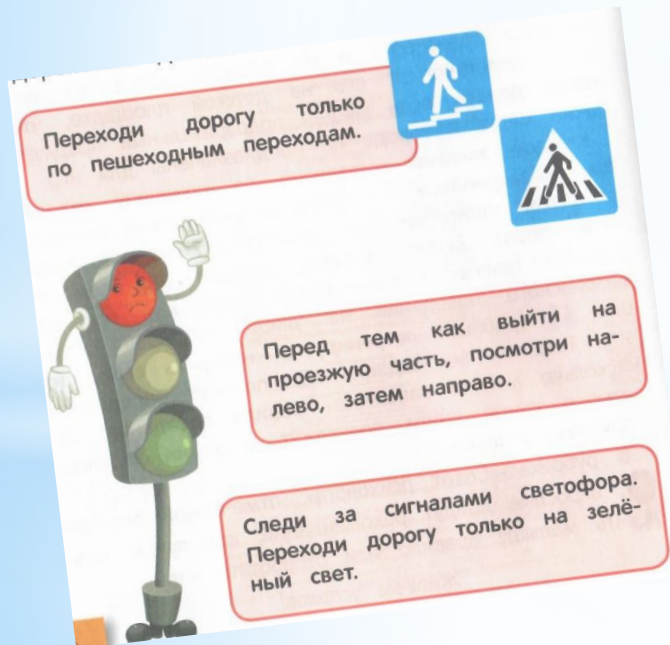 Переходи дорогу только
по пешеходным переходам.
Перед тем как выйти на
проезжую часть, посмотри на-
лево, затем направо.
Следи за сигналами светофора.
Переходи дорогу только на зелё-
ный свет.